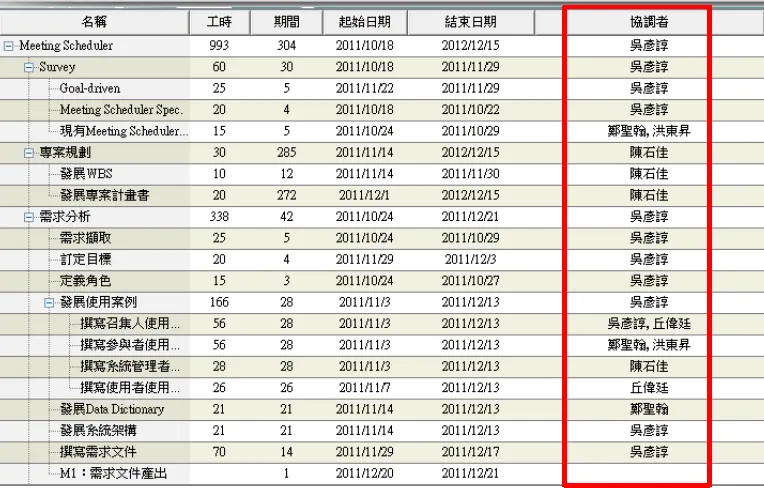 名稱 工時 期間 起始日期 結束日期 協調者
Meeting Scheduler 993 304 2011/10/18 2012/12/15 吳彥諄
Survey 60 30 2011/10/18 2011/11/29 吳彥諄
Goal-driven 25 5 2011/11/22 2011/11/29 吳彥諄
Meeting Scheduler Spec. 20 4 2011/10/18 2011/10/22 吳彥諄
現有Meeting Scheduler... 15 5 2011/10/24 2011/10/29 鄭聖翰,洪東昇
專案規劃 30 285 2011/11/14 2012/12/15 陳石佳
發展WBS 10 12 2011/11/14 2011/11/30 陳石佳
發展專案計畫書 20 272 2011/12/1 2012/12/15 陳石佳
需求分析 338 42 2011/10/24 2011/12/21 吳彥諄
需求擷取 25 5 2011/10/24 2011/10/29 吳彥諄
訂定目標 20 4 2011/11/29 2011/12/3 吳彥諄
定義角色 15 3 2011/10/24 2011/10/27 吳彥諄
發展使用案例 166 28 2011/11/3 2011/12/13 吳彥諄
撰寫召集人使用... 56 28 2011/11/3 2011/12/13 吳彥諄,丘偉廷
撰寫參與者使用... 56 28 2011/11/3 2011/12/13 鄭聖翰,洪東昇
撰寫系統管理者... 28 28 2011/11/3 2011/12/13 陳石佳
撰寫使用者使用... 26 26 2011/11/7 2011/12/13 丘偉廷
發展Data Dictionary 21 21 2011/11/14 2011/12/13 鄭聖翰
發展系統架構 21 21 2011/11/14 2011/12/13 吳彥諄
撰寫需求文件 70 14 2011/11/29 2011/12/17 吳彥諄
M1：需求文件產出 1 2011/12/20 2011/12/21